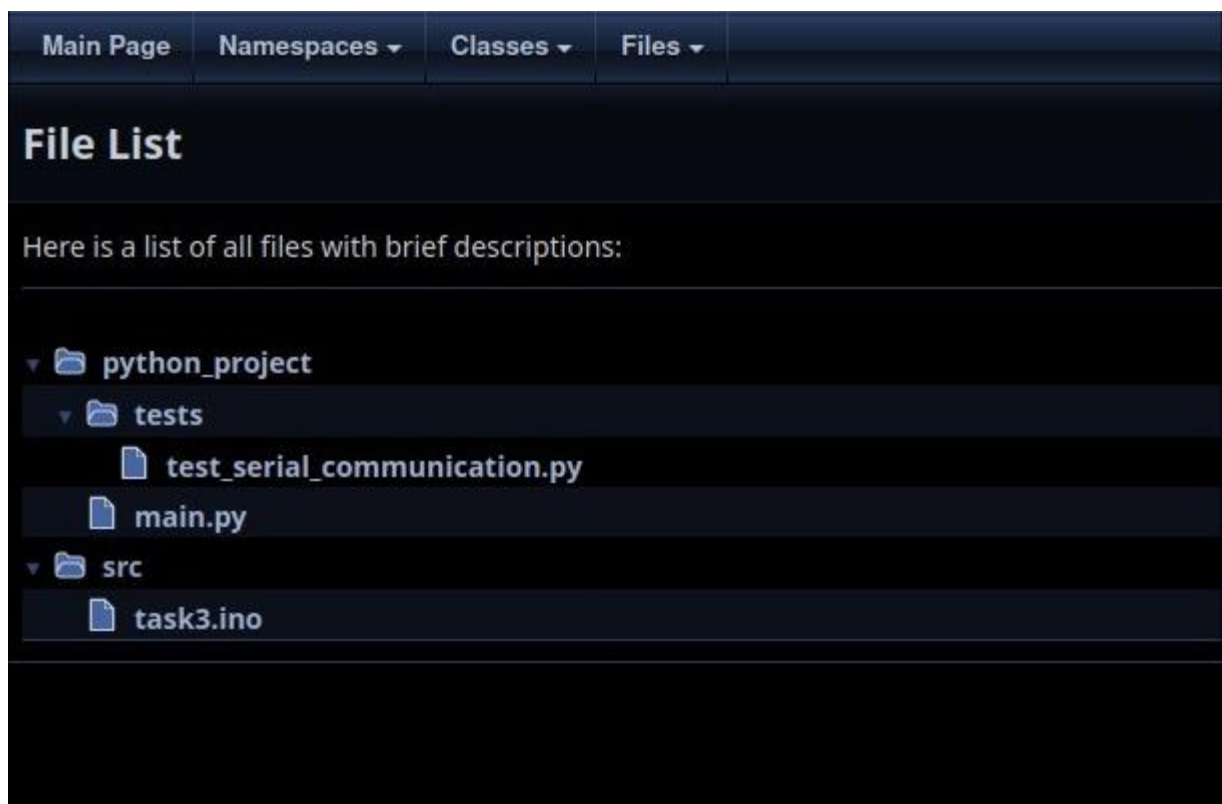 Main Page Namespaces Classes Files
File List
Here is a list of all files with brief descriptions:
python_project
tests
test_serial_communication.py
main.py
src
task3.ino